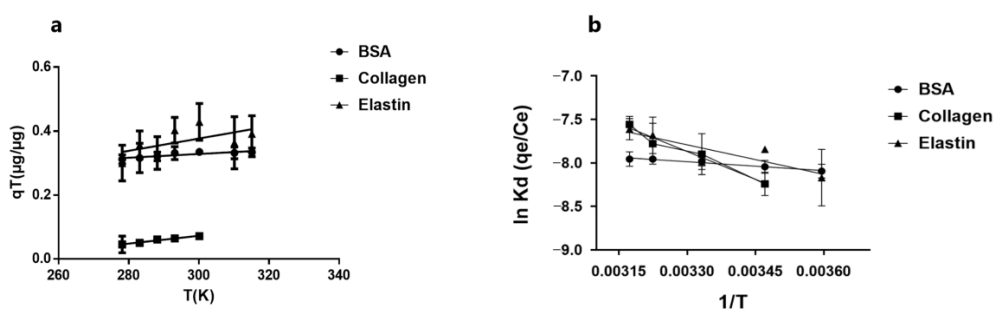 a
BSA
Collagen
Elastin
0.6
0.4
0.2
0.0
qT(µg/µg)
260
280
300
320
340
T(K)
b
BSA
Collagen
Elastin
−7.0
−7.5
−8.0
−8.5
−9.0
ln Kd (qe/Ce)
0.00315
0.00330
0.00345
0.00360
1/T